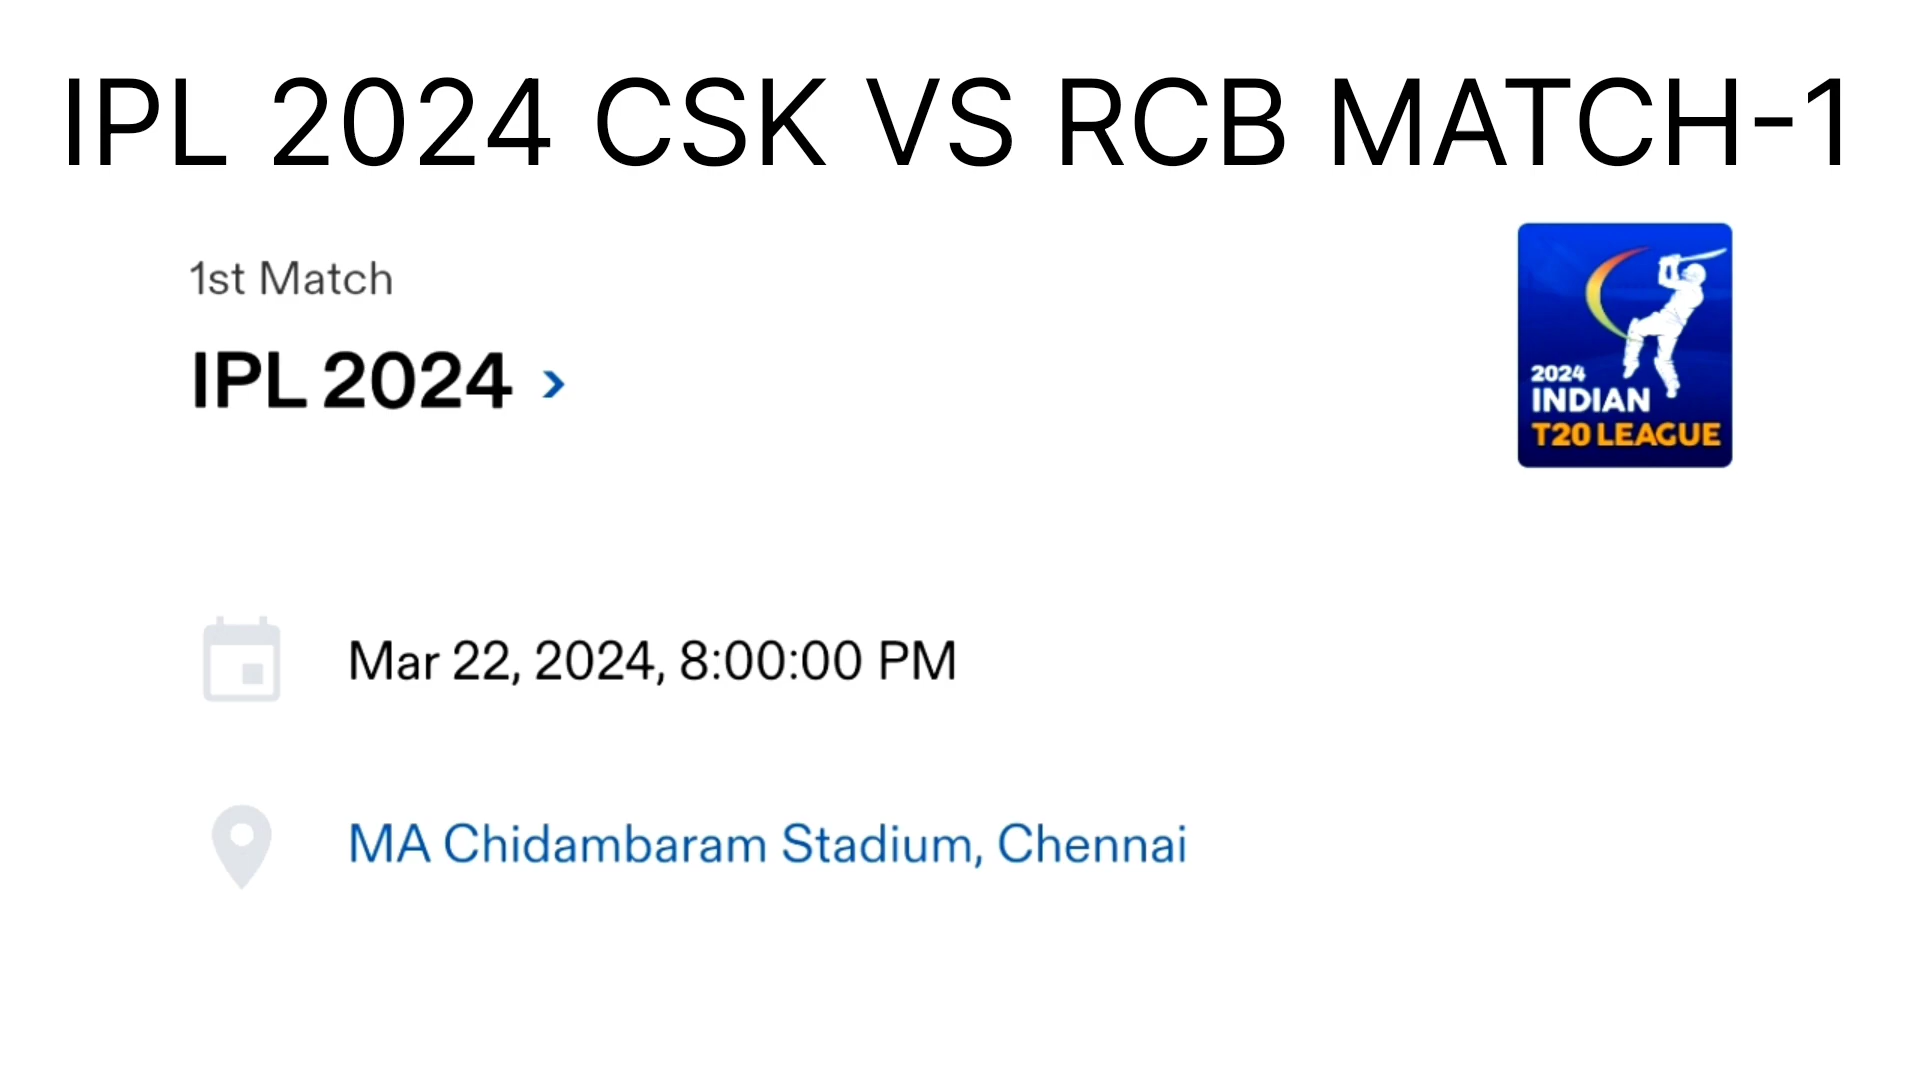 IPL 2024 CSK VS RCB MATCH-1
1st Match
IPL 2024
2024
INDIAN
T20 LEAGUE
Mar 22, 2024, 8:00:00 PM
MA Chidambaram Stadium, Chennai